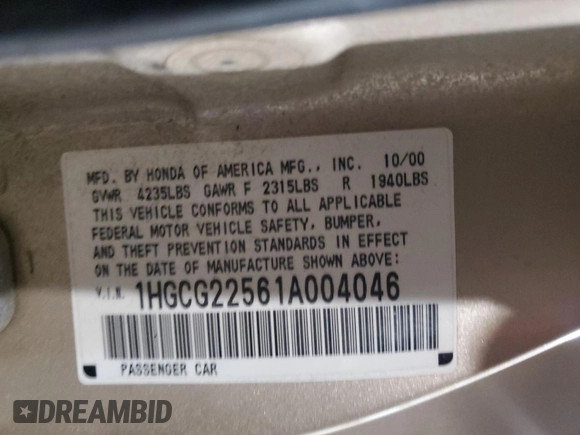 MFD. BY HONDA OF AMERICA MFG., INC. 10/00
GVWR 4235LBS GAWR F 2315LBS R 1940LBS
THIS VEHICLE CONFORMS TO ALL APPLICABLE
FEDERAL MOTOR VEHICLE SAFETY, BUMPER,
AND THEFT PREVENTION STANDARDS IN EFFECT
ON THE DATE OF MANUFACTURE SHOWN ABOVE:
V.I.N. 1HGCG22561A004046
PASSENGER CAR
DREAMBID